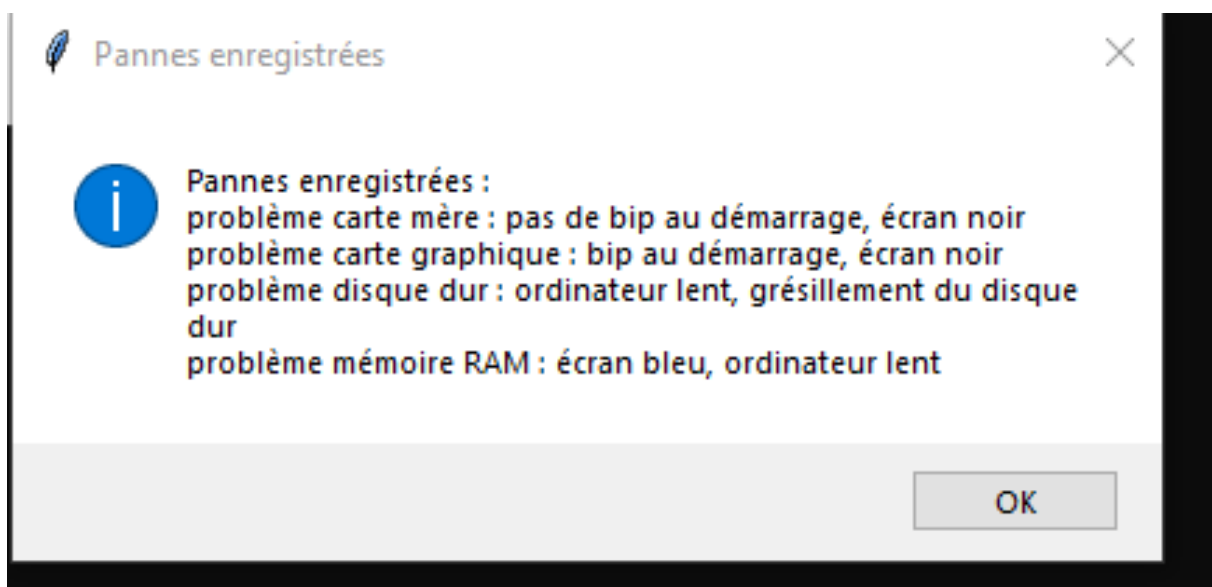 Pannes enregistrées
Pannes enregistrées :
problème carte mère : pas de bip au démarrage, écran noir
problème carte graphique : bip au démarrage, écran noir
problème disque dur : ordinateur lent, grésillement du disque
dur
problème mémoire RAM : écran bleu, ordinateur lent
OK